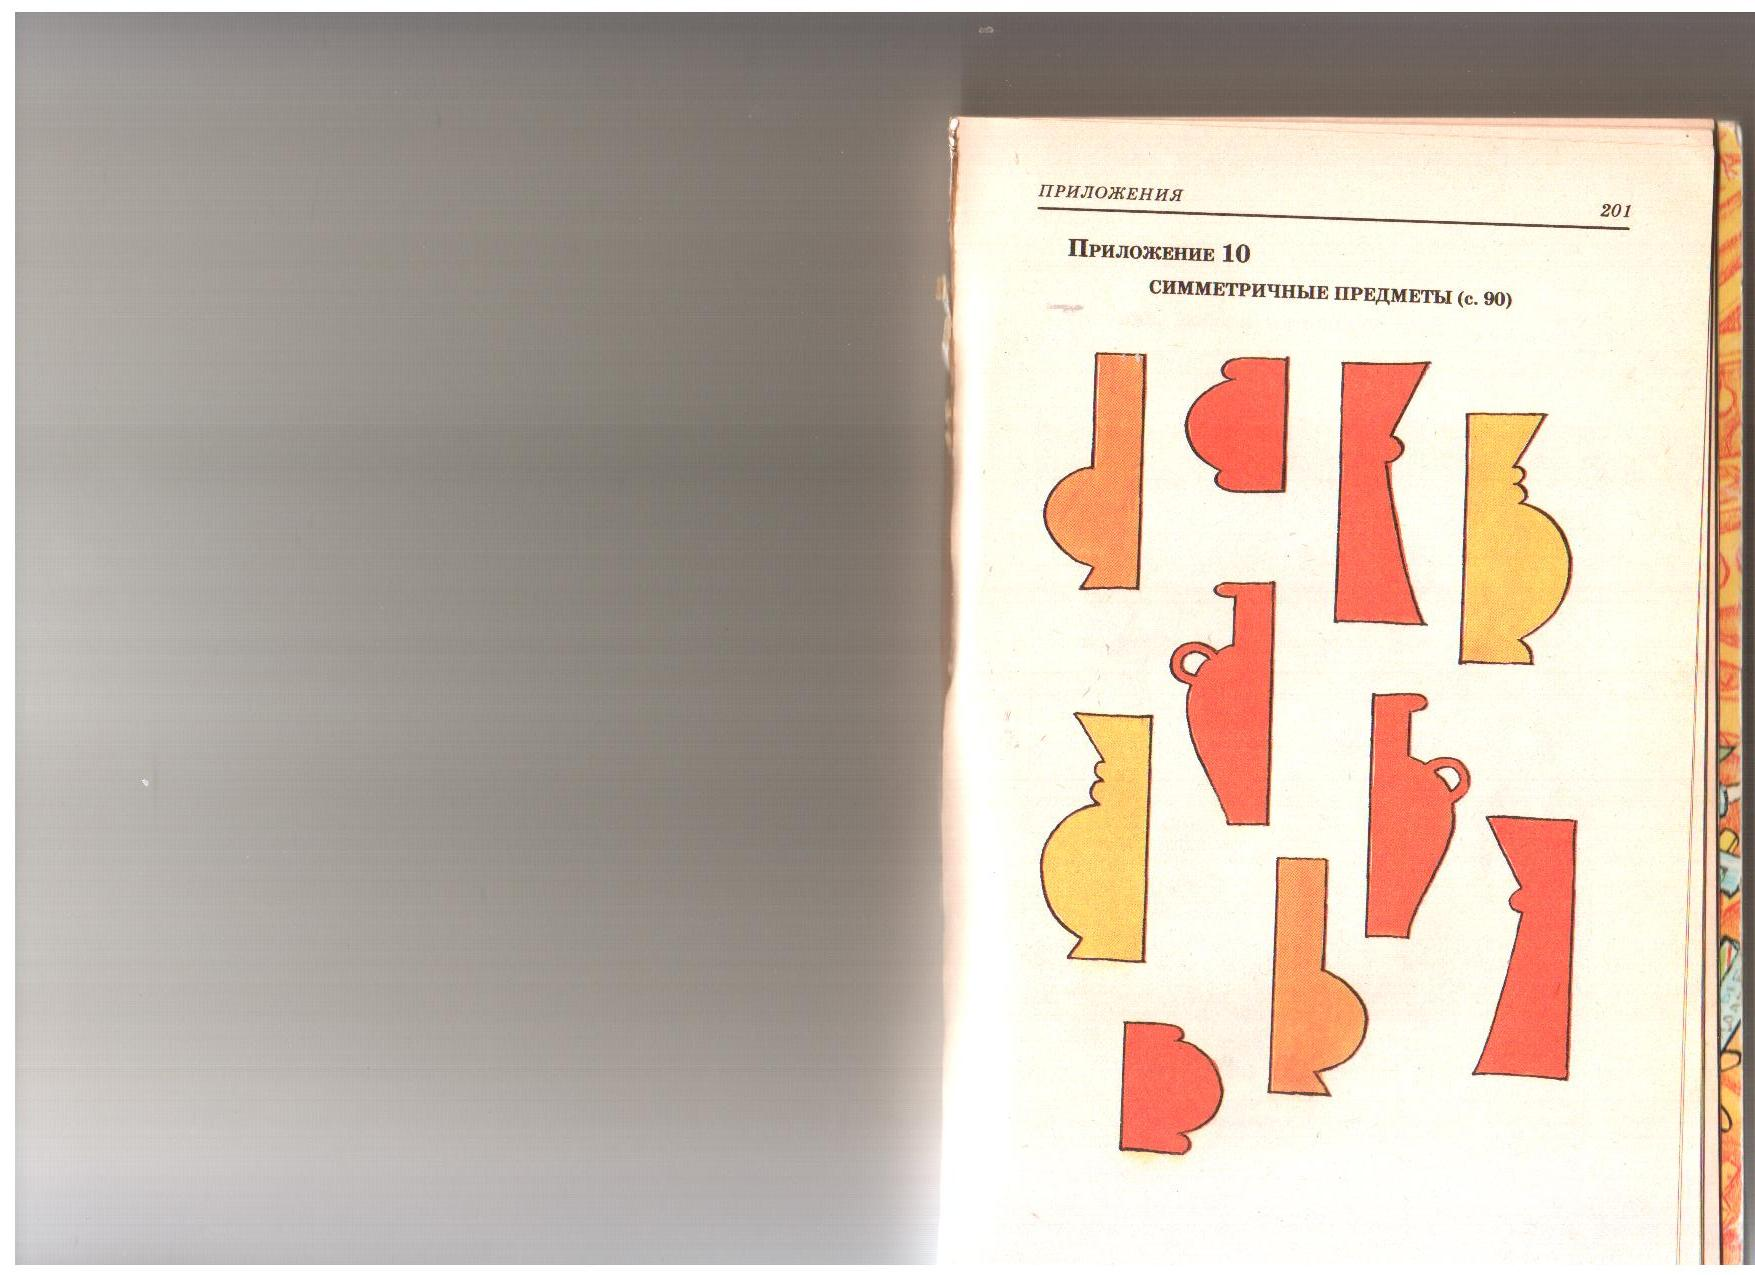 ПРИЛОЖЕНИЯ
201
Приложение 10
СИММЕТРИЧНЫЕ ПРЕДМЕТЫ (с. 90)